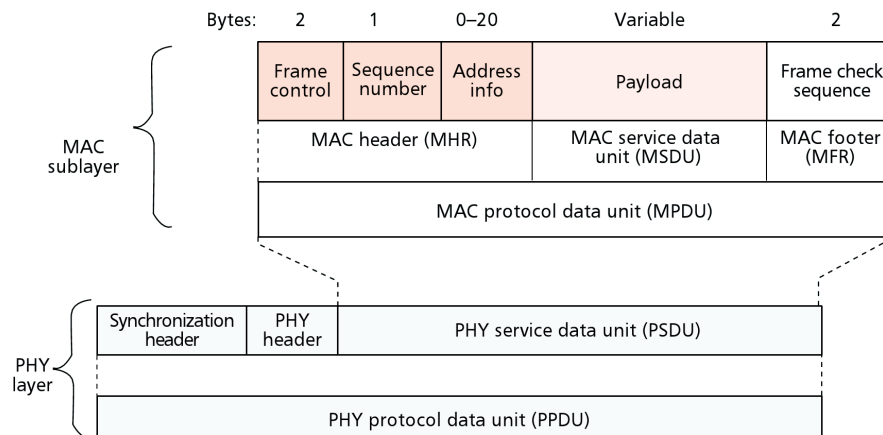 Bytes: 2 1 0–20 Variable 2
Frame control
Sequence number
Address info
Payload
Frame check sequence
MAC header (MHR)
MAC service data unit (MSDU)
MAC footer (MFR)
MAC sublayer
MAC protocol data unit (MPDU)
Synchronization header
PHY header
PHY service data unit (PSDU)
PHY layer
PHY protocol data unit (PPDU)